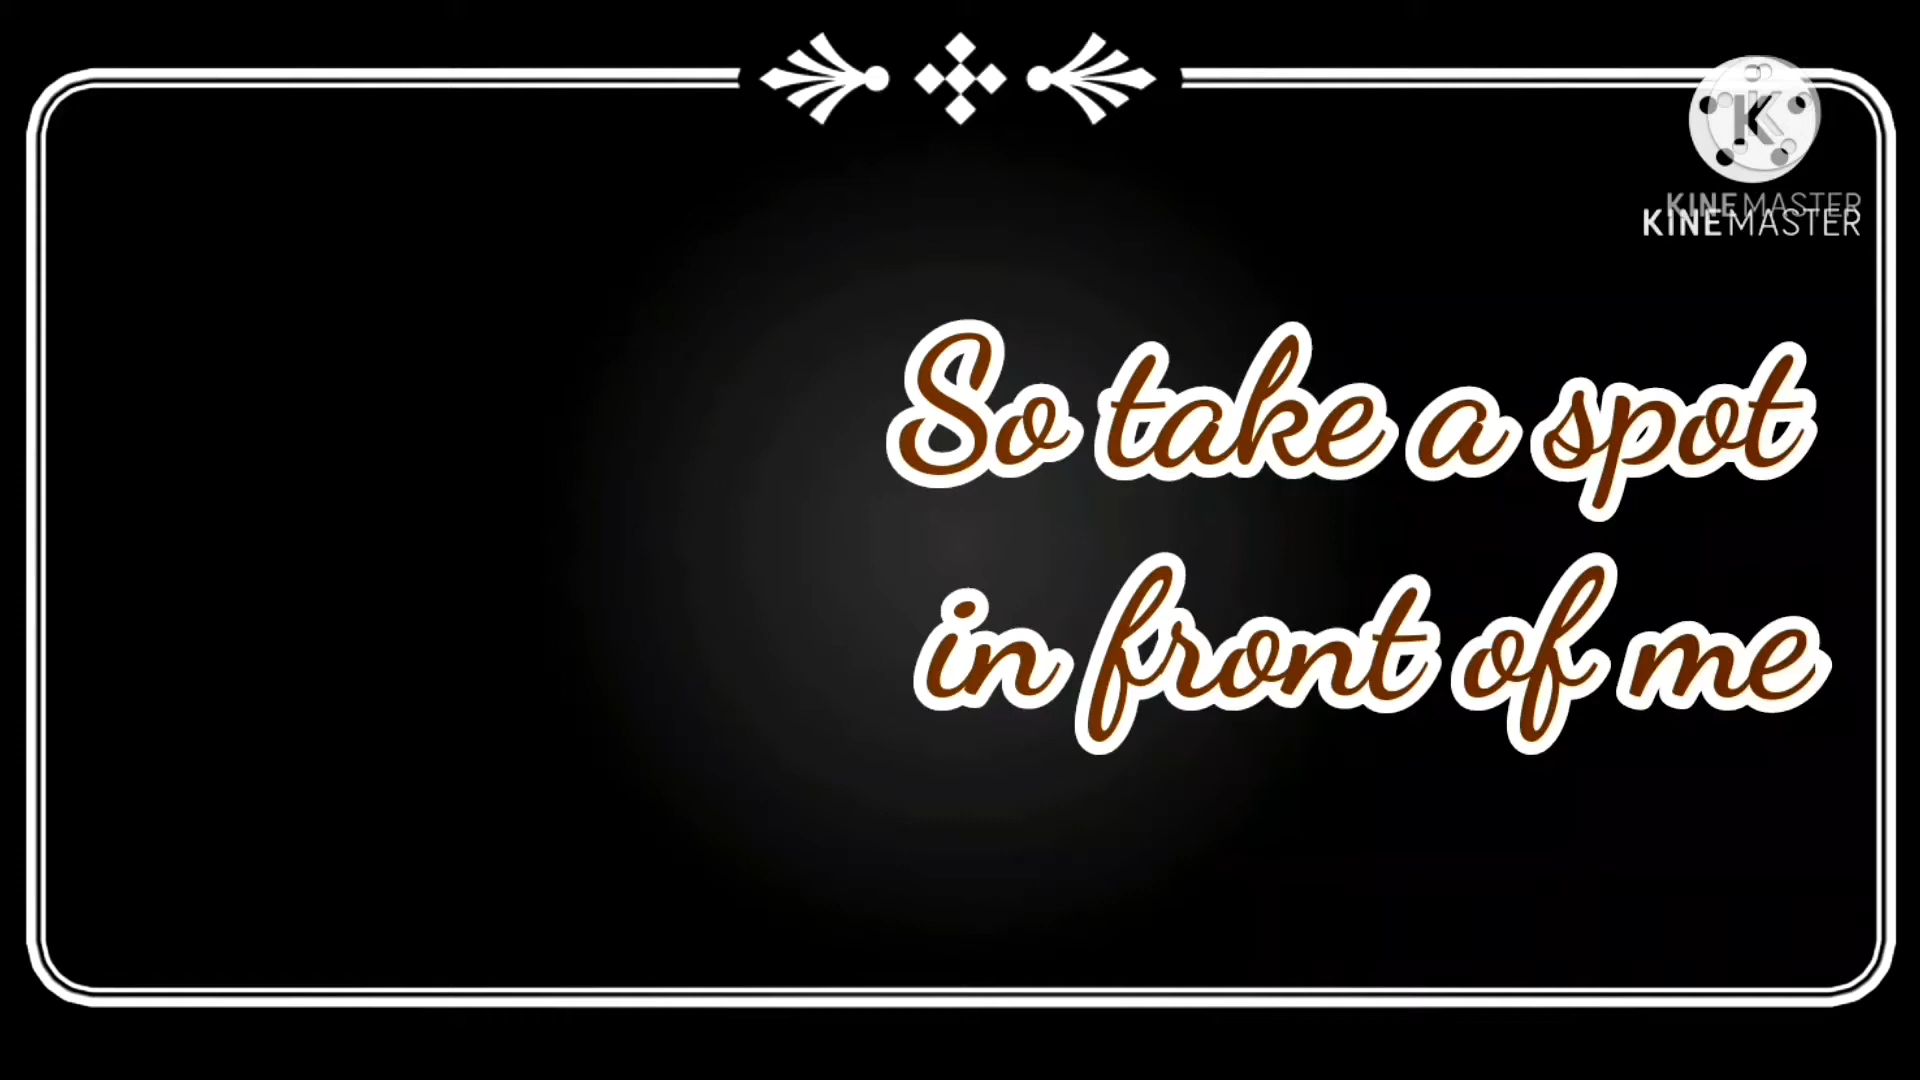 K
KINEMASTER
KINEMASTER
So take a spot
in front of me